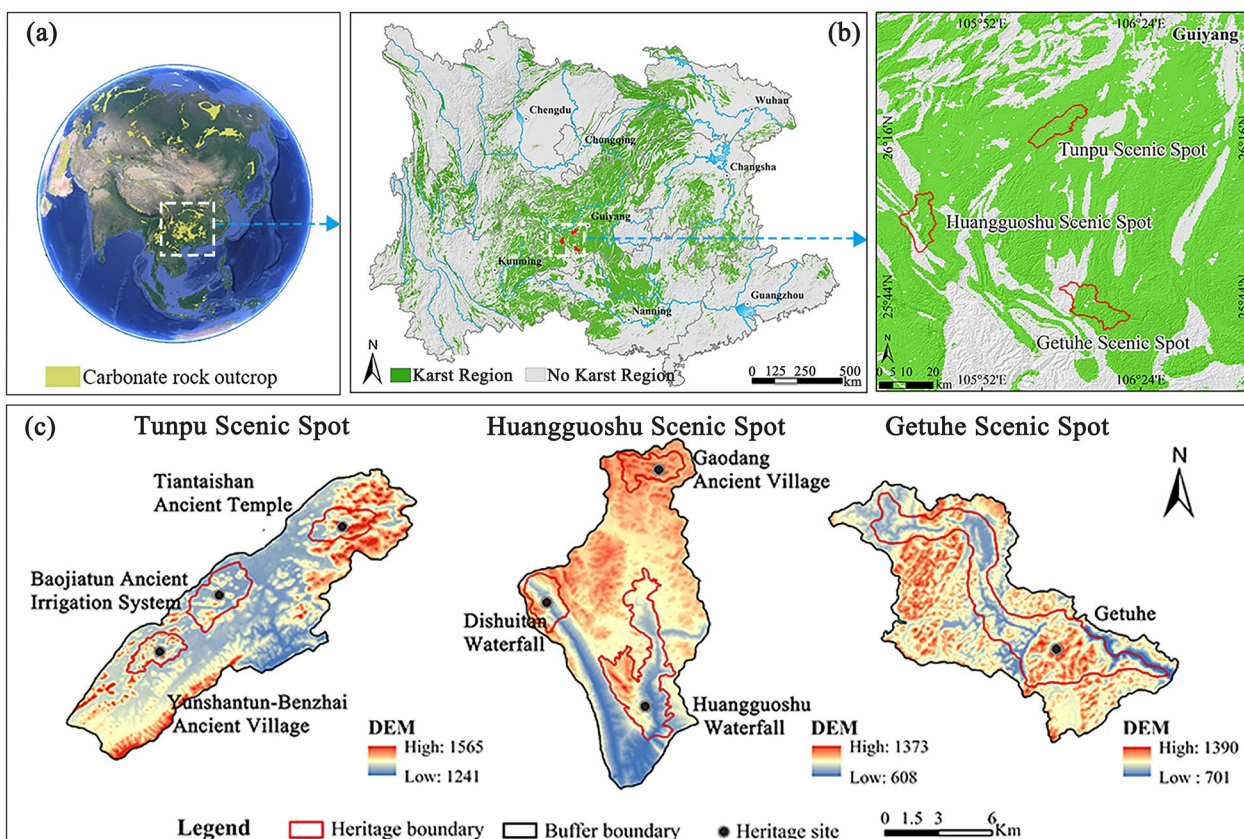 (a)
Carbonate rock outcrop
(b)
Chengdu
Chongqing
Wuhan
Changsha
Guiyang
Kunming
Nanning
Guangzhou
N
Karst Region
No Karst Region
0 125 250 500
km
105°52'E
106°24'E
Guiyang
26°16'N
26°16'N
Tunpu Scenic Spot
Huangguoshu Scenic Spot
25°44'N
25°44'N
Getuhe Scenic Spot
N
0 5 10 20
km
105°52'E
106°24'E
(c)
Tunpu Scenic Spot
Huangguoshu Scenic Spot
Getuhe Scenic Spot
N
Tiantaishan
Ancient Temple
Baojiatun Ancient
Irrigation System
Yunshantun-Benzhai
Ancient Village
DEM
High: 1565
Low: 1241
Gaodang
Ancient Village
Dishuitan
Waterfall
Huangguoshu
Waterfall
DEM
High: 1373
Low: 608
Getuhe
DEM
High: 1390
Low : 701
Legend
Heritage boundary
Buffer boundary
Heritage site
0 1.5 3 6
Km